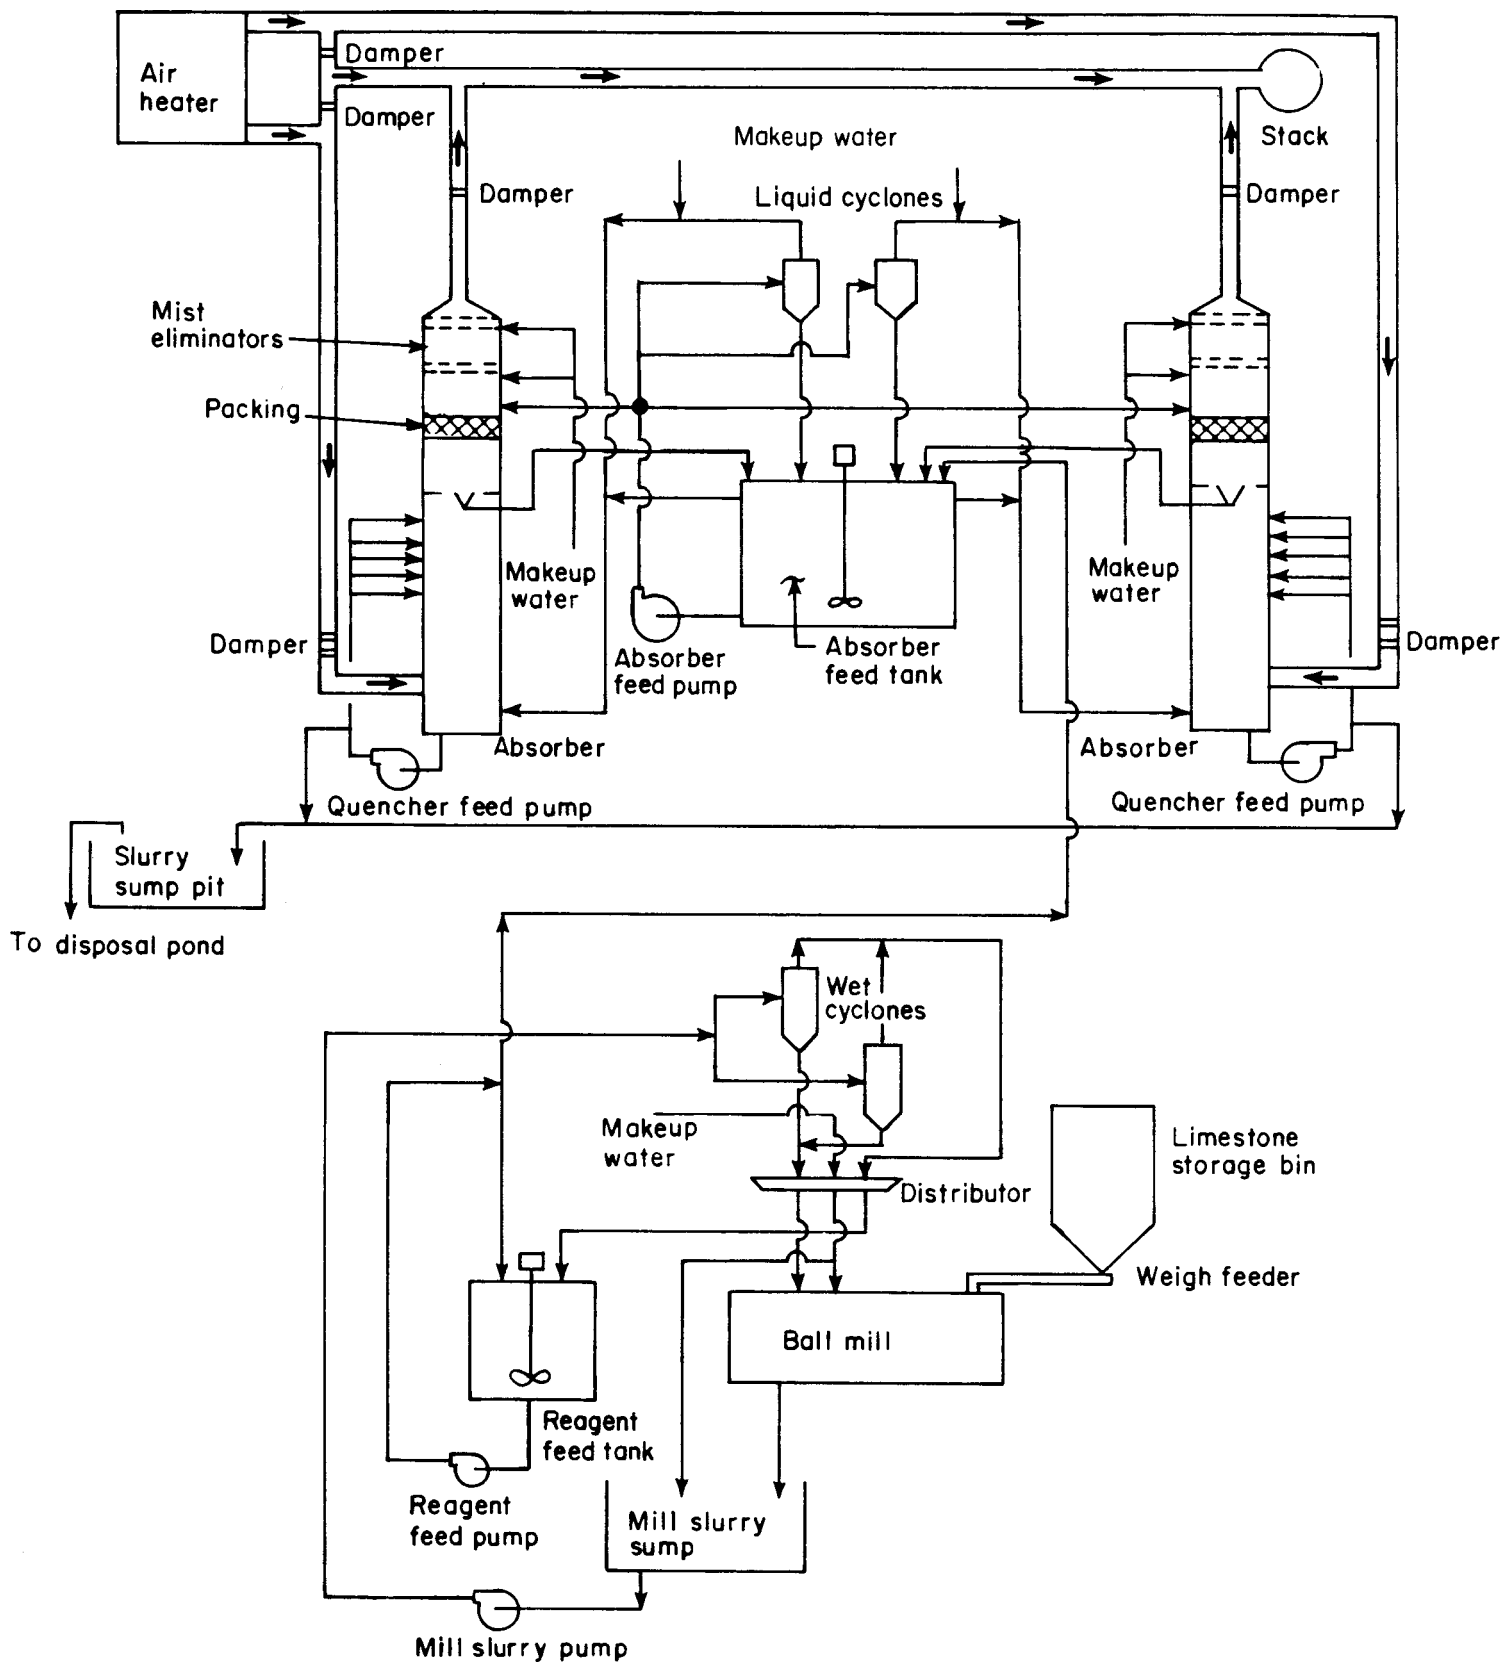 Air
heater
Damper
Damper
Stack
Makeup water
Damper
Liquid cyclones
Damper
Mist
eliminators
Packing
Makeup
water
Makeup
water
Damper
Absorber
feed pump
Absorber
feed tank
Damper
Absorber
Absorber
Quencher feed pump
Quencher feed pump
Slurry
sump pit
To disposal pond
Wet
cyclones
Makeup
water
Limestone
storage bin
Distributor
Weigh feeder
Ball mill
Reagent
feed tank
Reagent
feed pump
Mill slurry
sump
Mill slurry pump